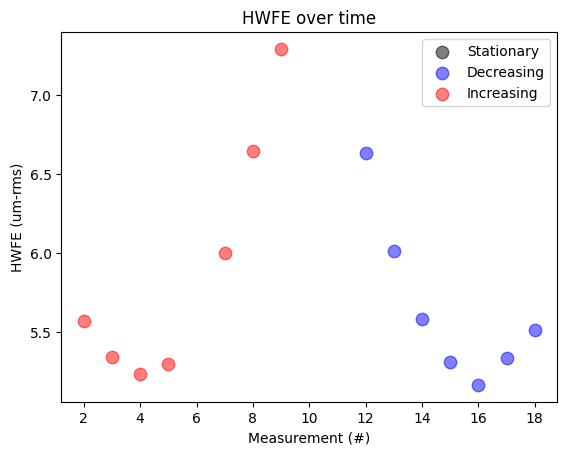 HWFE over time
Stationary
Decreasing
Increasing
7.0
6.5
6.0
5.5
HWFE (um-rms)
2 4 6 8 10 12 14 16 18
Measurement (#)